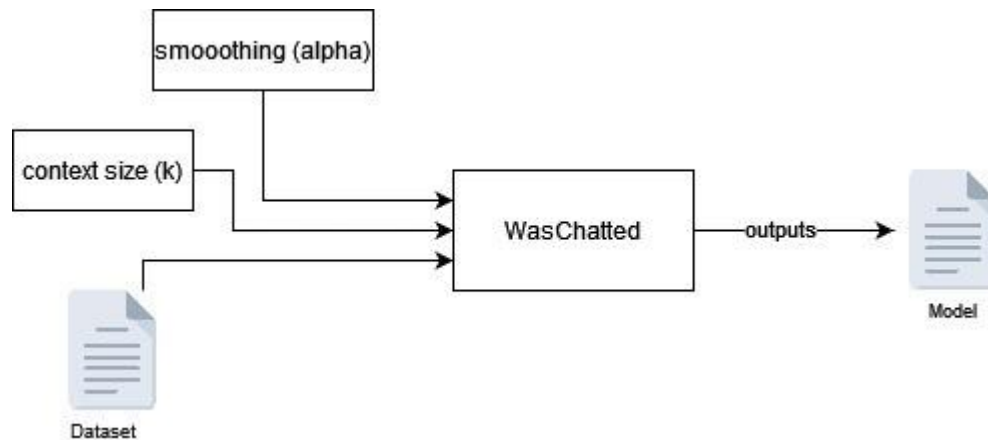 smooothing (alpha)
context size (k)
WasChatted
outputs
Model
Dataset